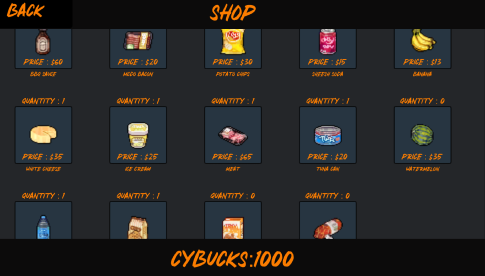 BACK
SHOP
PRICE : $60 PRICE : $20 PRICE : $30 PRICE : $15 PRICE : $13
BBQ SAUCE MOOD BACON POTATO CHIPS SHEESH SODA BANANA
QUANTITY : 1 QUANTITY : 1 QUANTITY : 1 QUANTITY : 1 QUANTITY : 0
PRICE : $35 PRICE : $25 PRICE : $65 PRICE : $20 PRICE : $35
WHITE CHEESE ICE CREAM MEAT TUNA CAN WATERMELON
QUANTITY : 1 QUANTITY : 1 QUANTITY : 0 QUANTITY : 0
CYBUCKS:1000